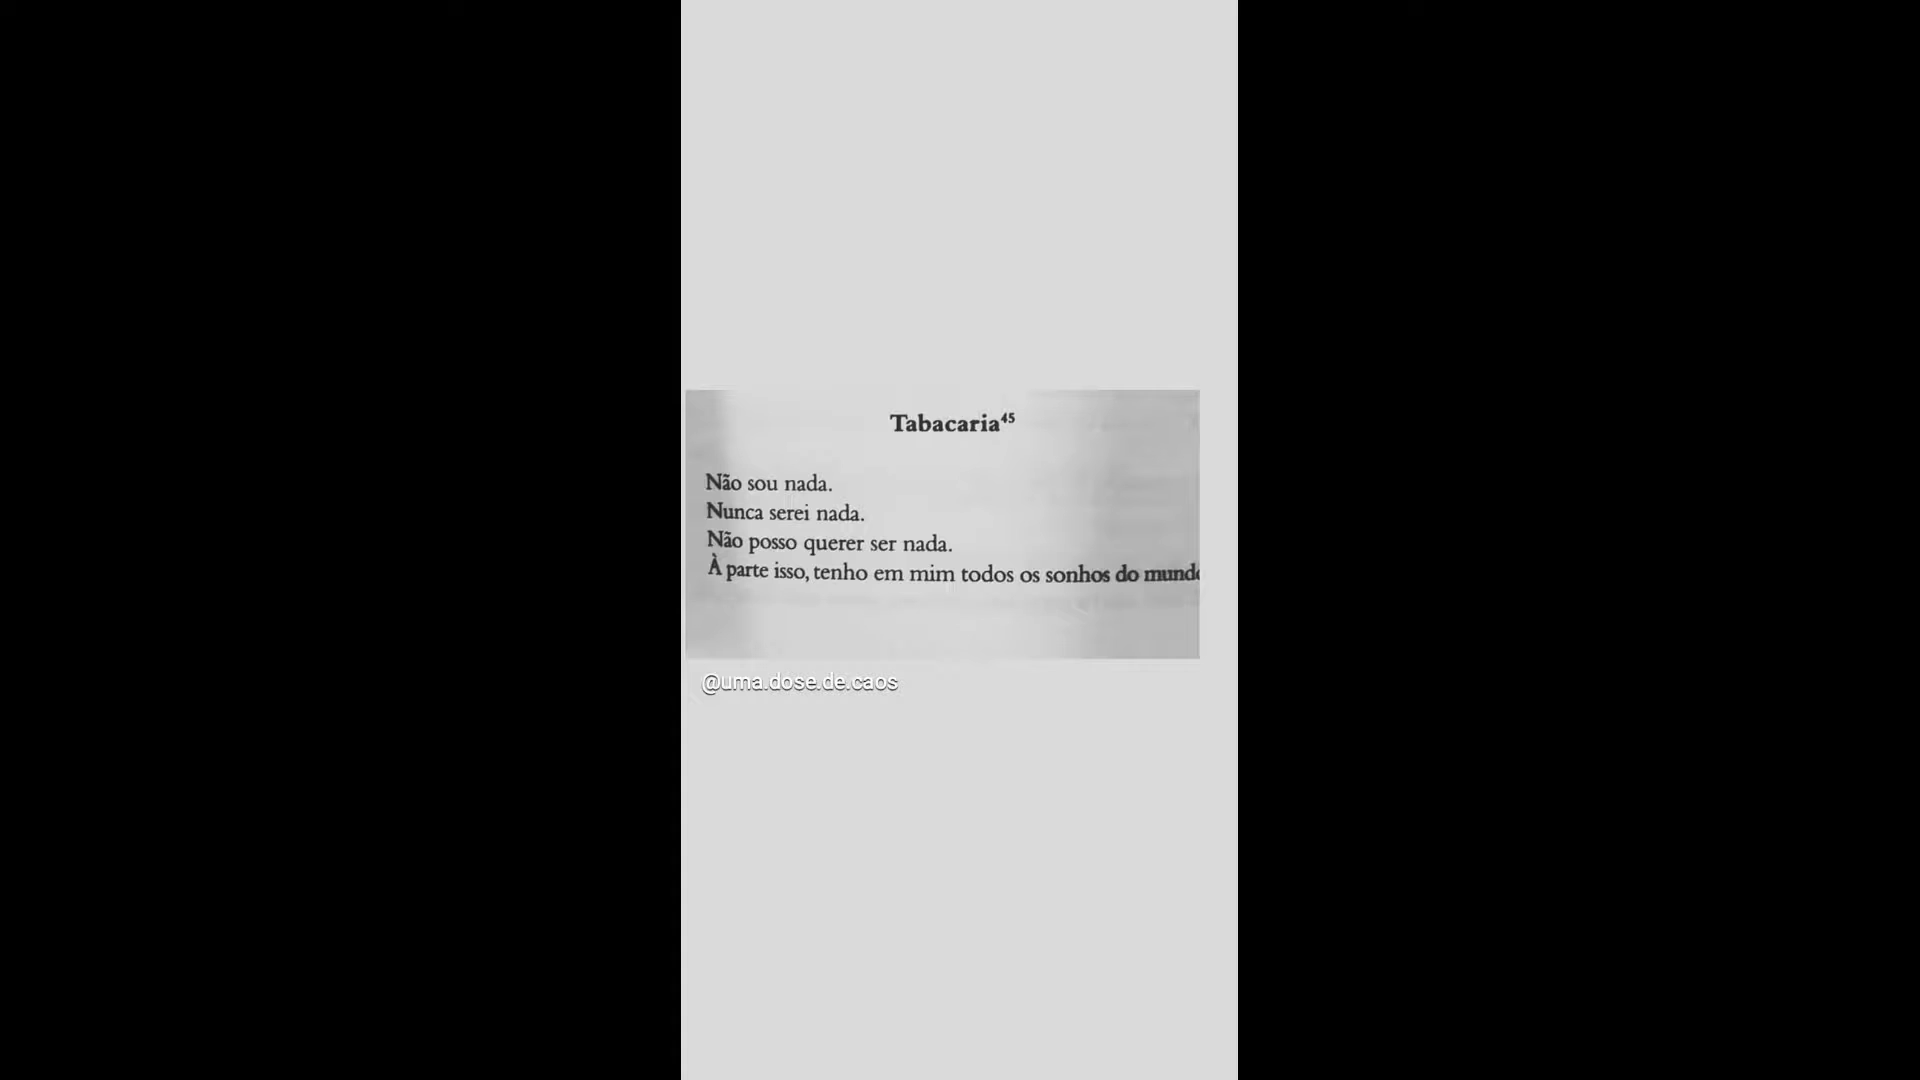 Tabacaria⁴⁵
Não sou nada.
Nunca serei nada.
Não posso querer ser nada.
À parte isso, tenho em mim todos os sonhos do mund
@uma.dose.de.caos